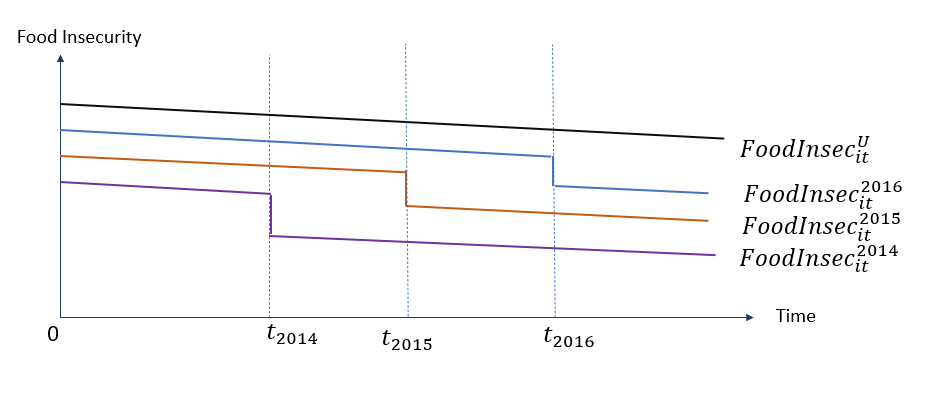 Food Insecurity
FoodInsec_{it}^{U}
FoodInsec_{it}^{2016}
FoodInsec_{it}^{2015}
FoodInsec_{it}^{2014}
Time
0
t_{2014}
t_{2015}
t_{2016}